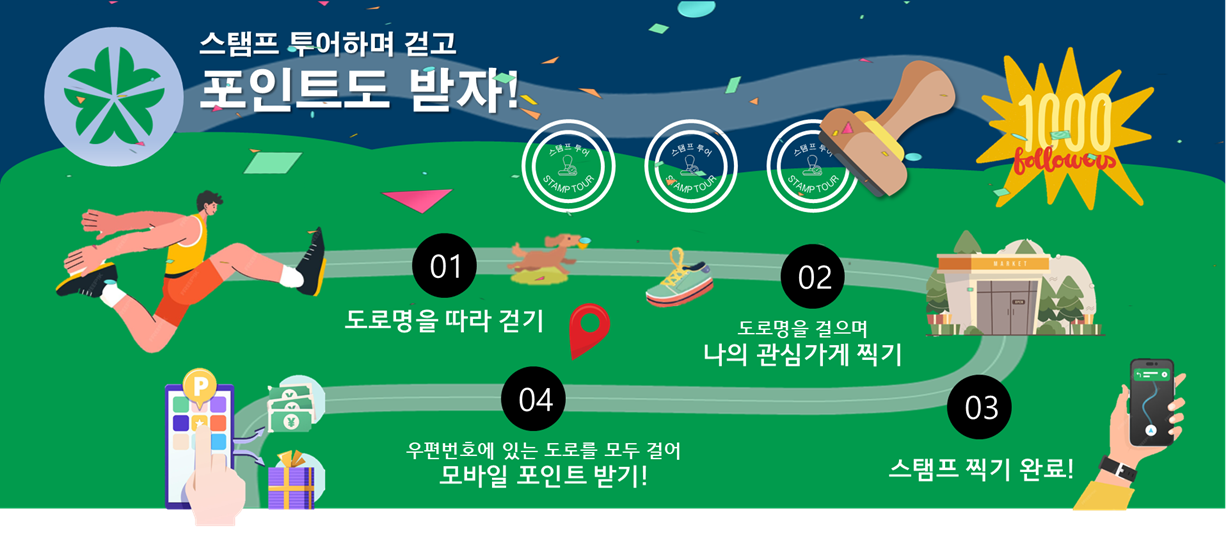 스탬프 투어하며 걷고
포인트도 받자!
1000
followers
스탬프 투어
STAMP TOUR
스탬프 투어
STAMP TOUR
스탬프 투어
STAMP TOUR
01
도로명을 따라 걷기
02
도로명을 걸으며
나의 관심가게 찍기
MARKET
03
스탬프 찍기 완료!
04
우편번호에 있는 도로를 모두 걸어
모바일 포인트 받기!
P